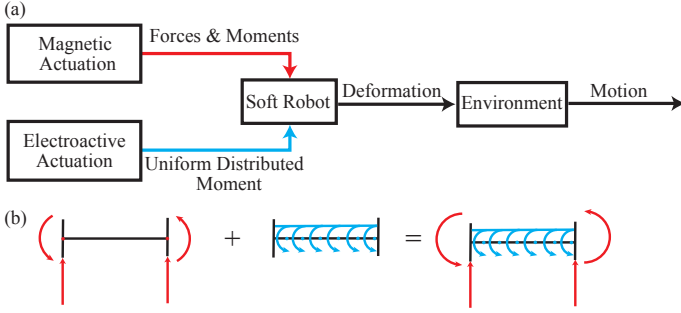 (a)
Magnetic
Actuation
Forces & Moments
Soft Robot
Deformation
Environment
Motion
Electroactive
Actuation
Uniform Distributed
Moment
(b)
+
=